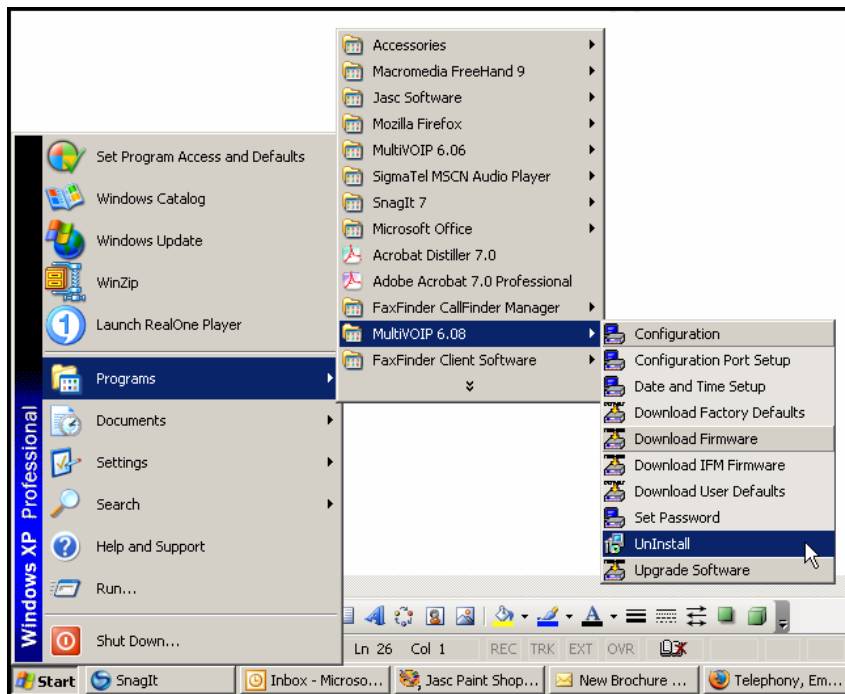 Accessories
Macromedia FreeHand 9
Jasc Software
Mozilla Firefox
MultiVOIP 6.06
SigmaTel MSCN Audio Player
SnagIt 7
Microsoft Office
Acrobat Distiller 7.0
Adobe Acrobat 7.0 Professional
FaxFinder CallFinder Manager
MultiVOIP 6.08
FaxFinder Client Software
Configuration
Configuration Port Setup
Date and Time Setup
Download Factory Defaults
Download Firmware
Download IFM Firmware
Download User Defaults
Set Password
UnInstall
Upgrade Software
Set Program Access and Defaults
Windows Catalog
Windows Update
WinZip
Launch RealOne Player
Programs
Documents
Settings
Search
Help and Support
Run...
Shut Down...
Windows XP Professional
Ln 26 Col 1 REC TRK EXT OVR
Start SnagIt Inbox - Microso... Jasc Paint Shop... New Brochure ... Telephony, Em...